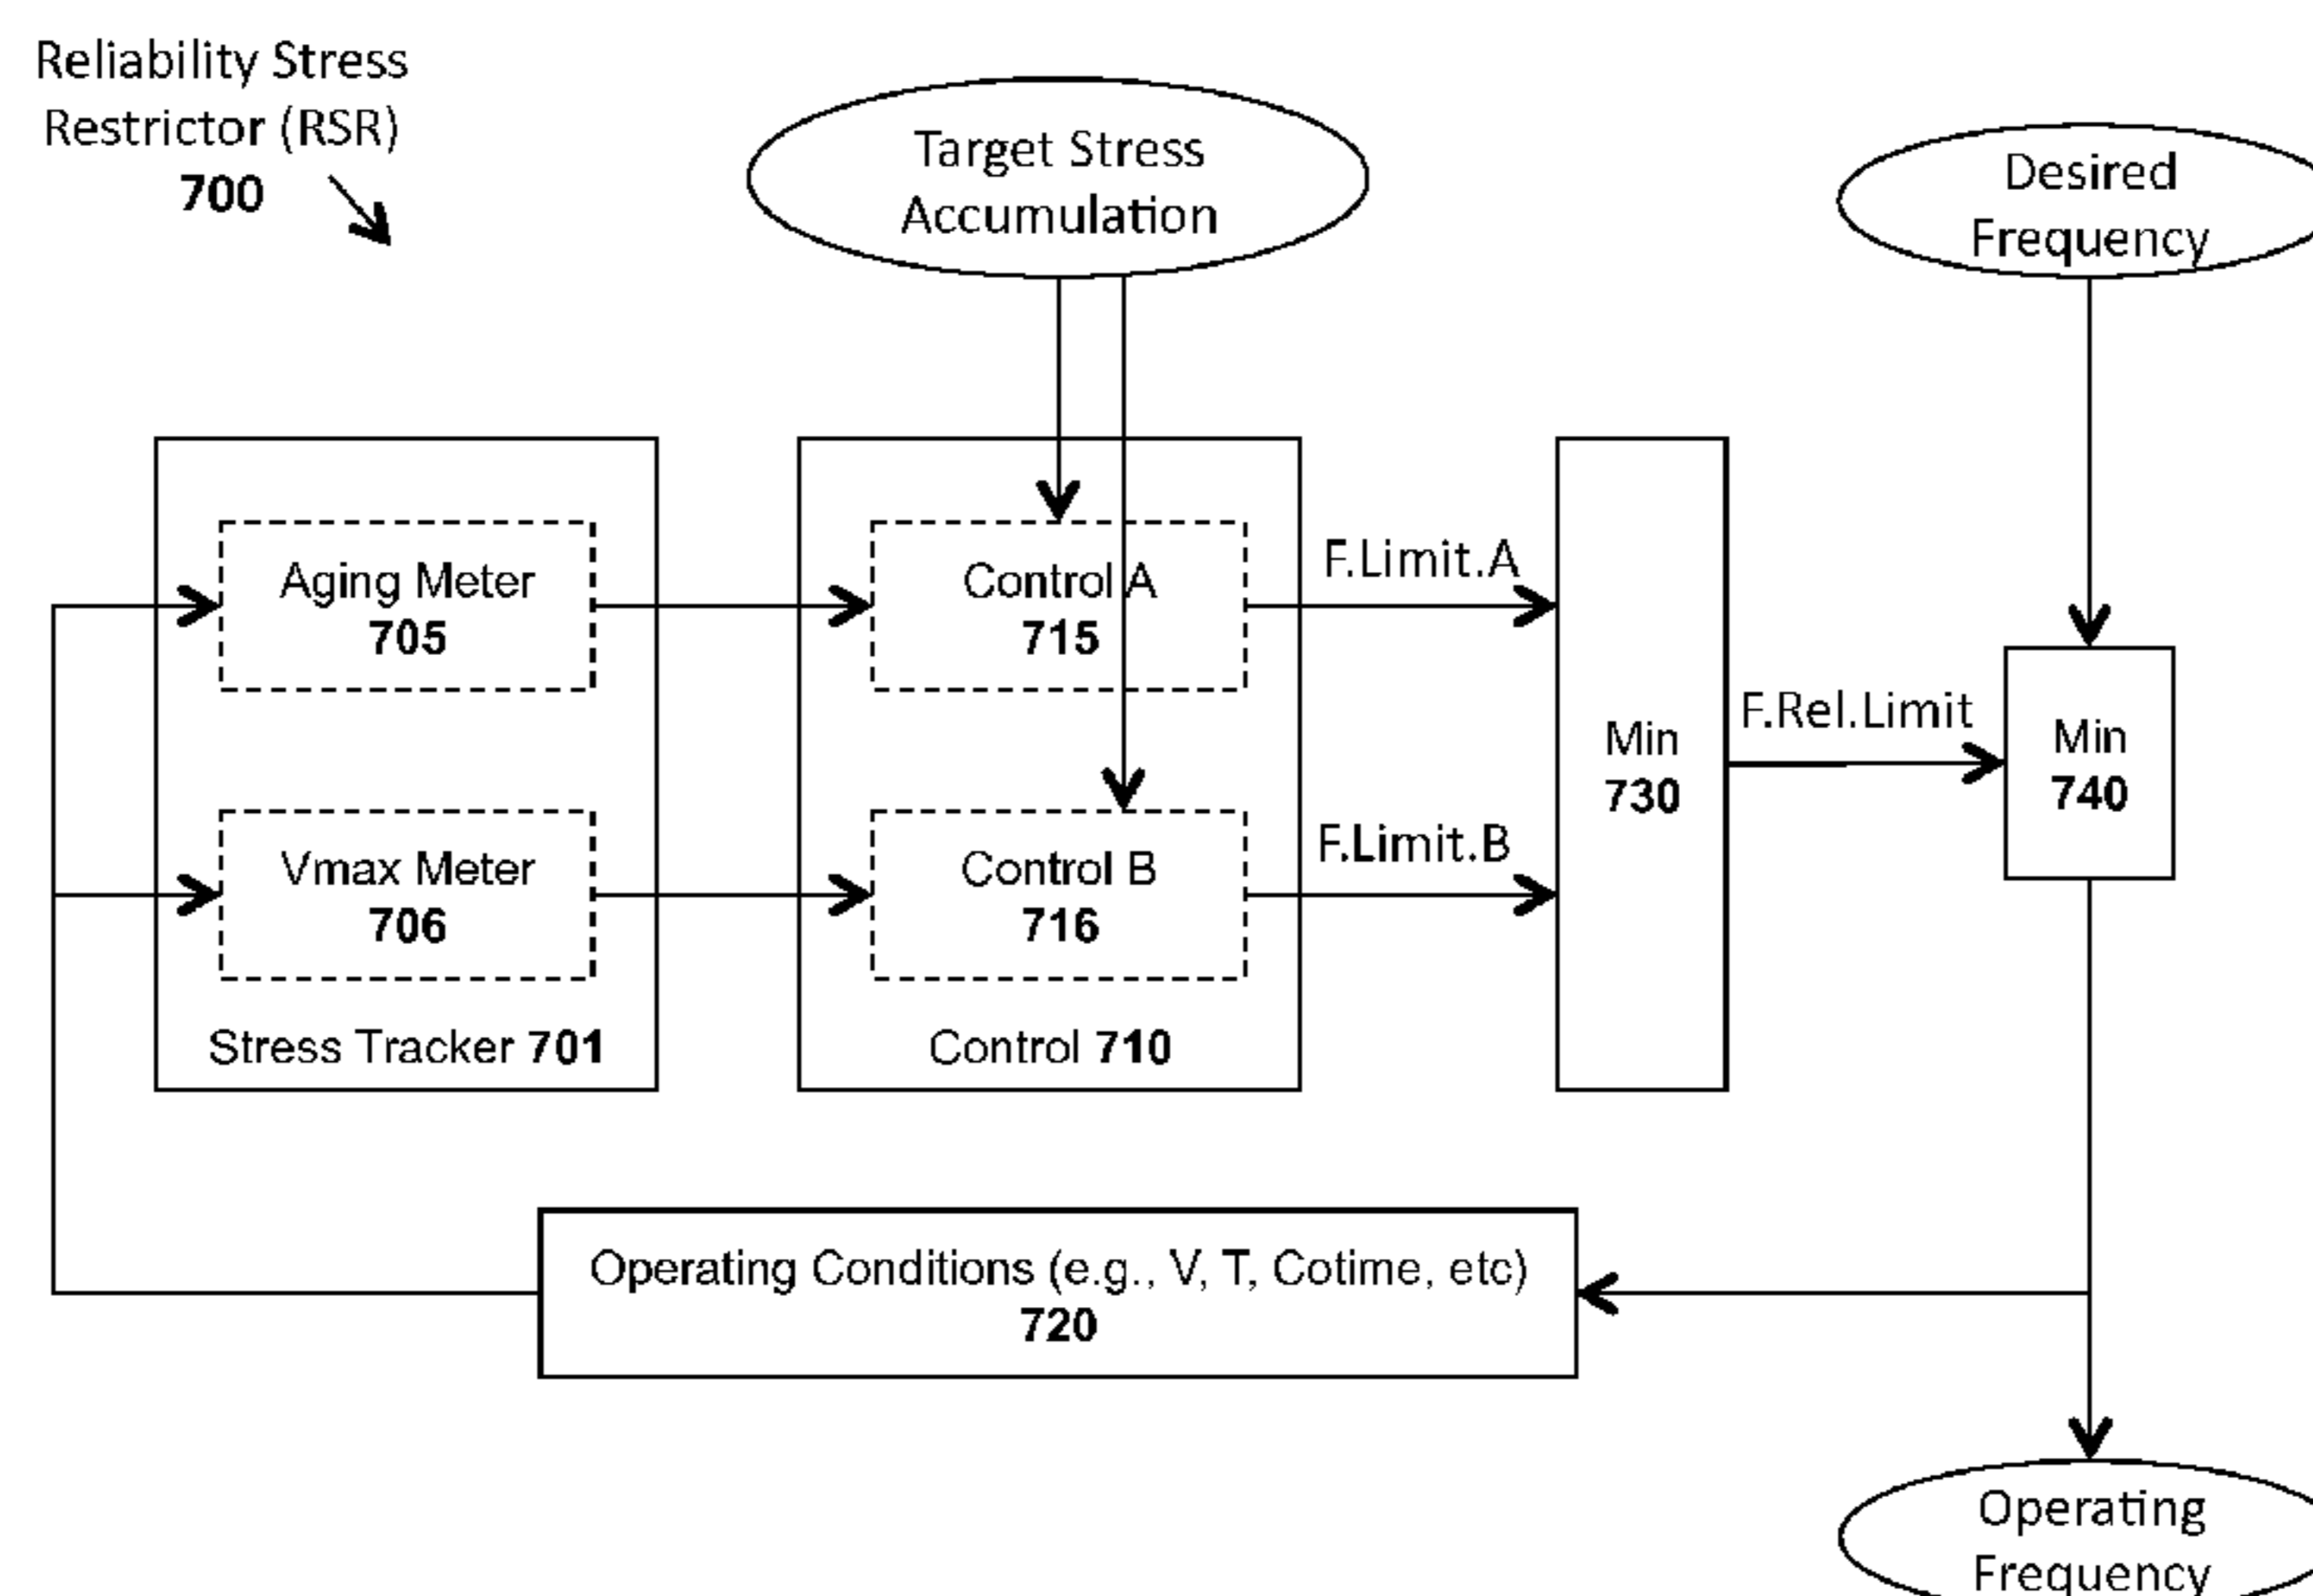 Reliability Stress
Restrictor (RSR)
700
Target Stress
Accumulation
Desired
Frequency
Aging Meter
705
Control A
715
F.Limit.A
Vmax Meter
706
Control B
716
F.Limit.B
Min
730
F.Rel.Limit
Min
740
Stress Tracker 701
Control 710
Operating Conditions (e.g., V, T, Cotime, etc)
720
Operating
Frequency